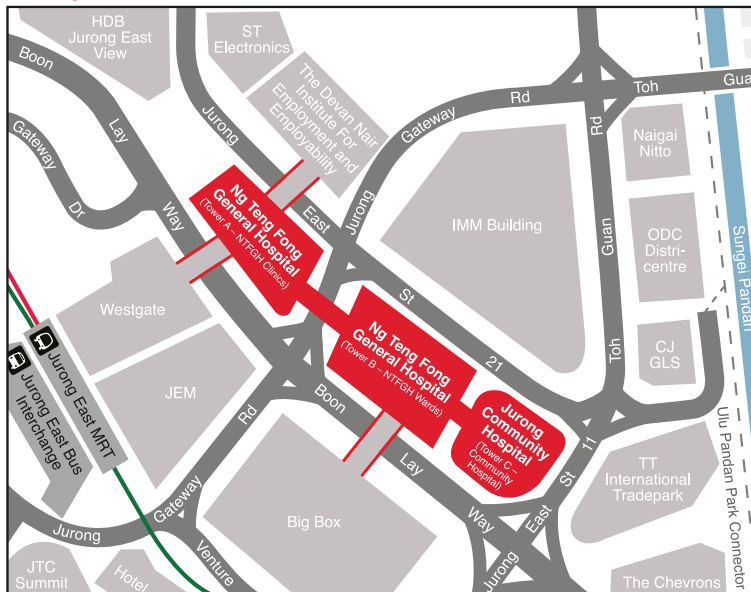 HDB
Jurong East
View
ST
Electronics
The Devan Nair
Institute For
Employment and
Employability
Boon
Lay
Way
Gateway
Dr
Jurong
East
St
21
Jurong
Gateway
Rd
Toh
Gua
Rd
Guan
Toh
Naigai
Nitto
ODC
Distri-
centre
CJ
GLS
Sungei Pandan
Ulu Pandan Park Connector
IMM Building
Ng Teng Fong
General Hospital
(Tower A – NTFGH Clinics)
Ng Teng Fong
General Hospital
(Tower B – NTFGH Wards)
Jurong
Community
Hospital
(Tower C –
Community
Hospital)
Westgate
JEM
Jurong East MRT
Jurong East Bus
Interchange
Boon
Lay
Way
Jurong
East
St
11
TT
International
Tradepark
The Chevrons
Big Box
Jurong
Gateway
Rd
Venture
JTC
Summit
Hotel